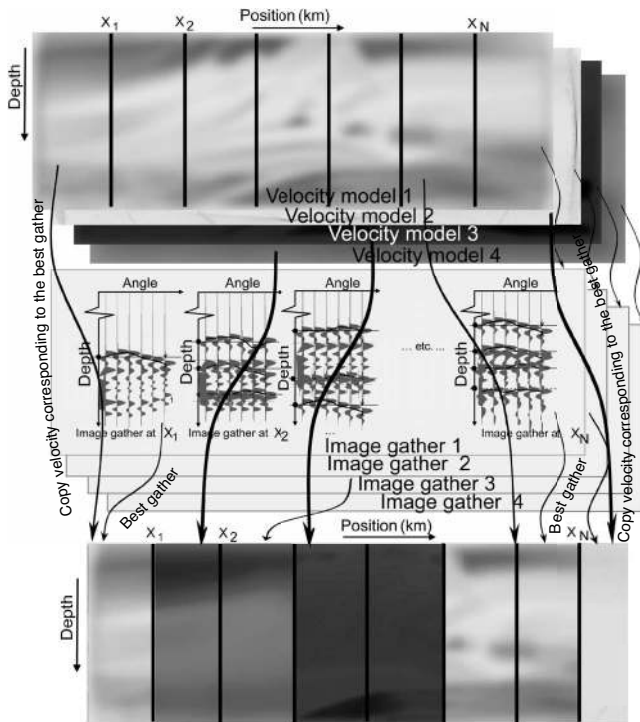 Position (km)
X1 X2 XN
Depth
Velocity model 1
Velocity model 2
Velocity model 3
Velocity model 4
Copy velocity corresponding to the best gather
Copy velocity corresponding to the best gather
Angle Angle Angle Angle
Depth Depth Depth Depth
... etc. ...
Image gather at X1 Image gather at X2 ... Image gather at XN
Image gather 1
Image gather 2
Image gather 3
Image gather 4
Best gather
Best gather
X1 X2 Position (km) XN
Depth